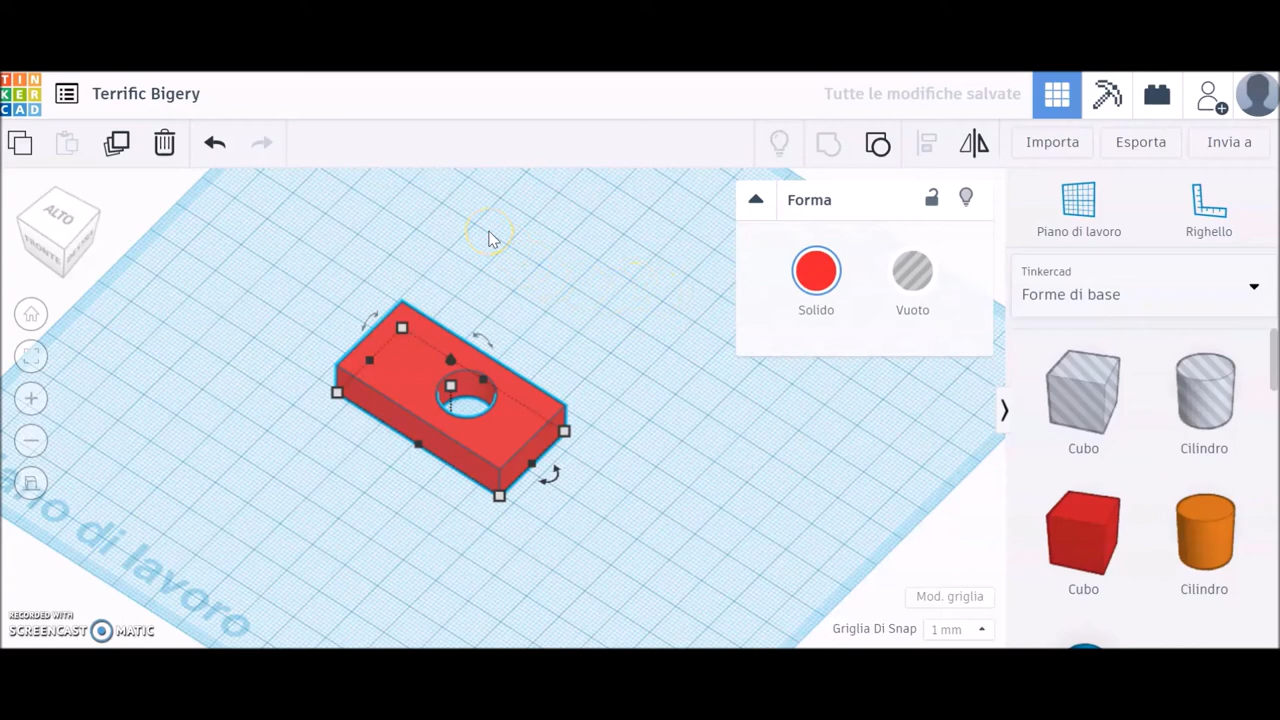 TIN
KER
CAD
Terrific Bigery
Tutte le modifiche salvate
Importa
Esporta
Invia a
ALTO
FRONTE
Forma
Solido
Vuoto
Piano di lavoro
Righello
Tinkercad
Forme di base
Cubo
Cilindro
Cubo
Cilindro
ano di lavoro
Mod. griglia
Griglia Di Snap
1 mm
RECORDED WITH
SCREENCAST MATIC